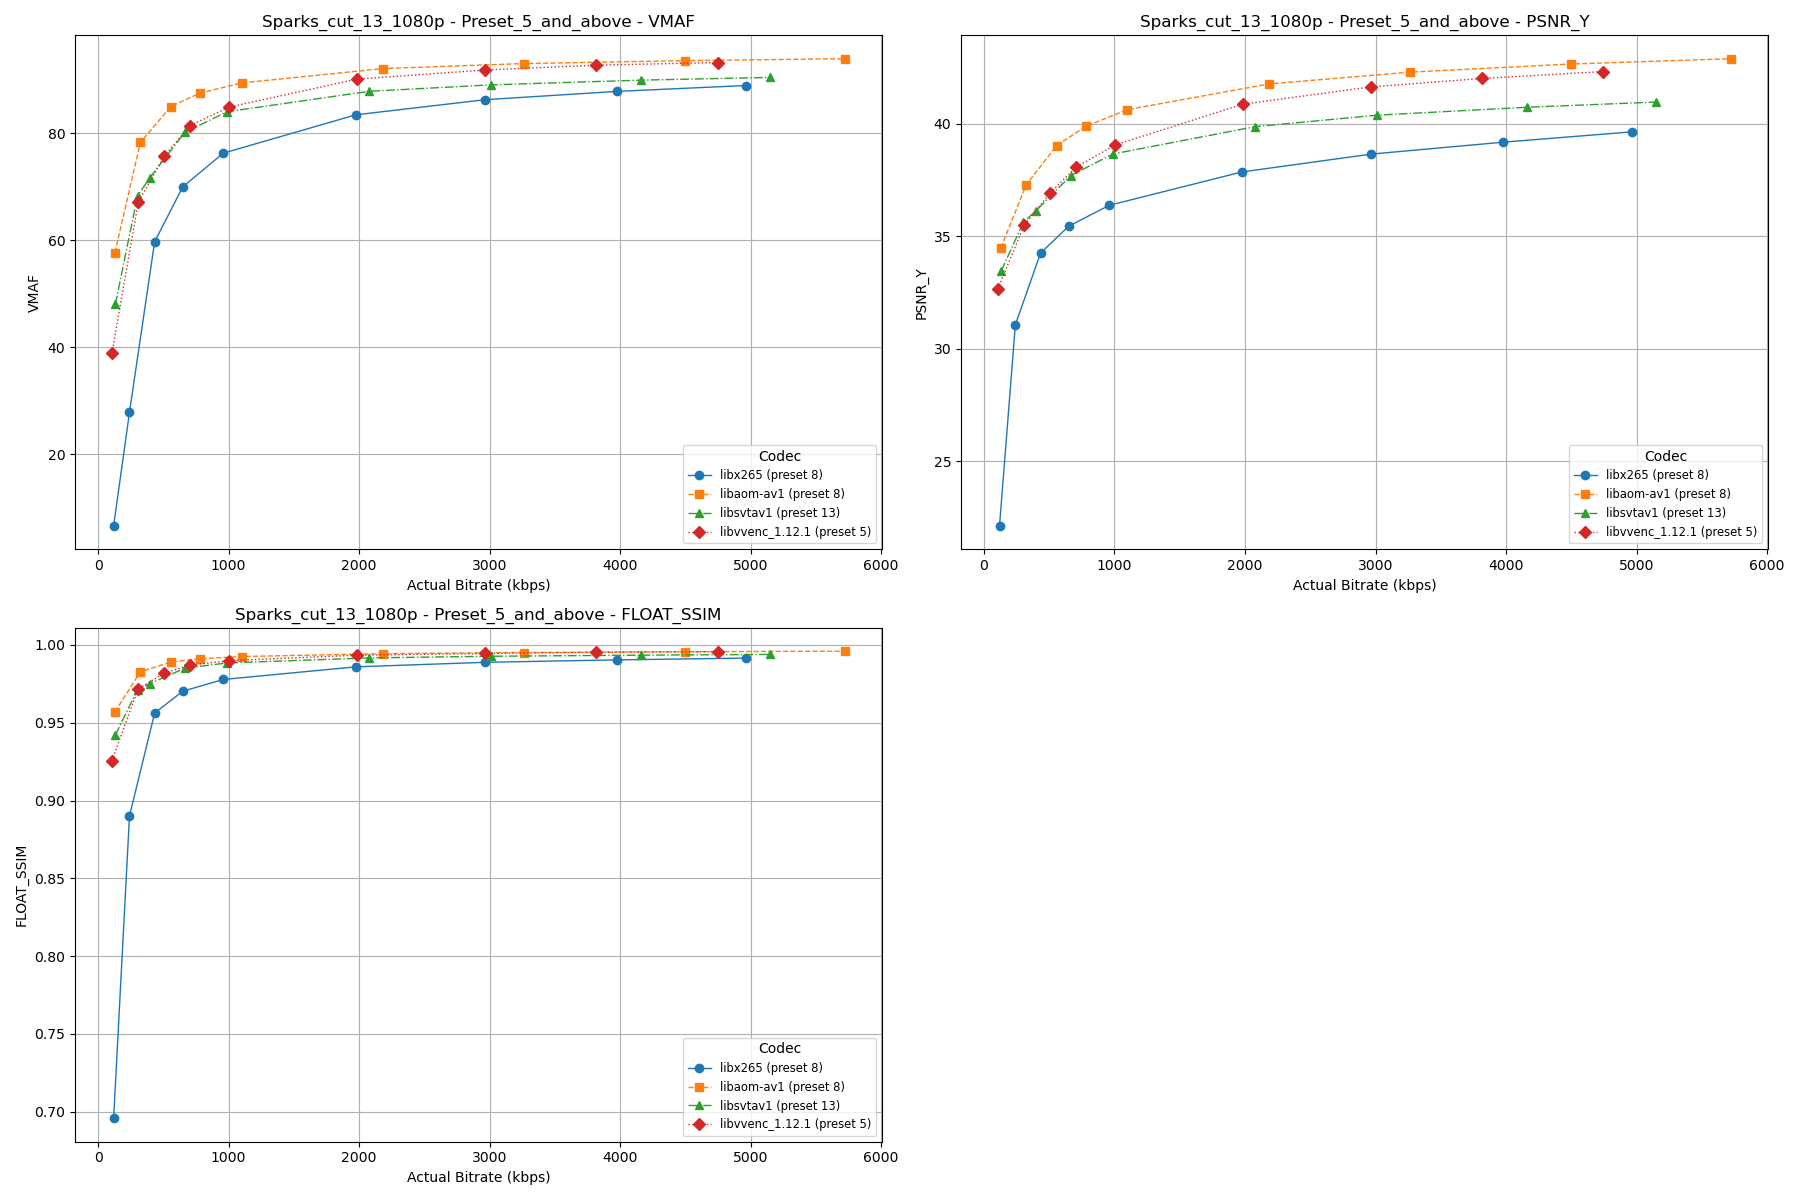 Sparks_cut_13_1080p - Preset_5_and_above - VMAF
VMAF
80
60
40
20
0
1000
2000
3000
4000
5000
6000
Actual Bitrate (kbps)
Codec
libx265 (preset 8)
libaom-av1 (preset 8)
libsvtav1 (preset 13)
libvvenc_1.12.1 (preset 5)
Sparks_cut_13_1080p - Preset_5_and_above - PSNR_Y
PSNR_Y
40
35
30
25
0
1000
2000
3000
4000
5000
6000
Actual Bitrate (kbps)
Codec
libx265 (preset 8)
libaom-av1 (preset 8)
libsvtav1 (preset 13)
libvvenc_1.12.1 (preset 5)
Sparks_cut_13_1080p - Preset_5_and_above - FLOAT_SSIM
FLOAT_SSIM
1.00
0.95
0.90
0.85
0.80
0.75
0.70
0
1000
2000
3000
4000
5000
6000
Actual Bitrate (kbps)
Codec
libx265 (preset 8)
libaom-av1 (preset 8)
libsvtav1 (preset 13)
libvvenc_1.12.1 (preset 5)